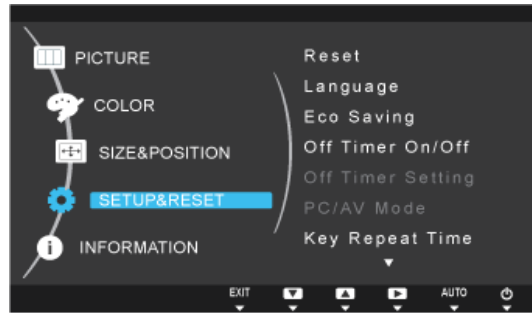 PICTURE
COLOR
SIZE&POSITION
SETUP&RESET
INFORMATION
Reset
Language
Eco Saving
Off Timer On/Off
Off Timer Setting
PC/AV Mode
Key Repeat Time
EXIT AUTO